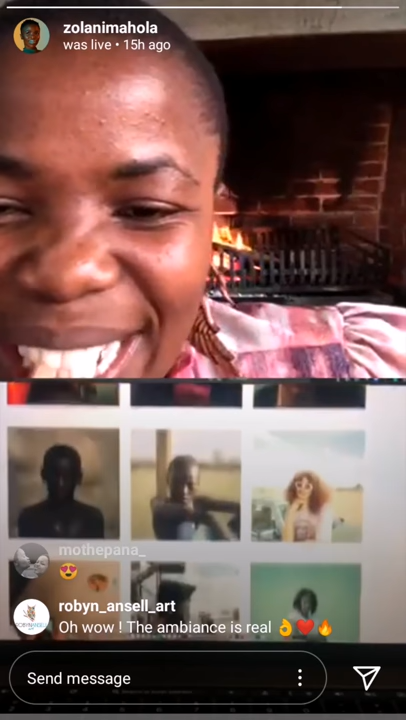 zolanimahola
was live • 15h ago
mothepana_
😍
robyn_ansell_art
Oh wow ! The ambiance is real 👌❤️🔥
Send message